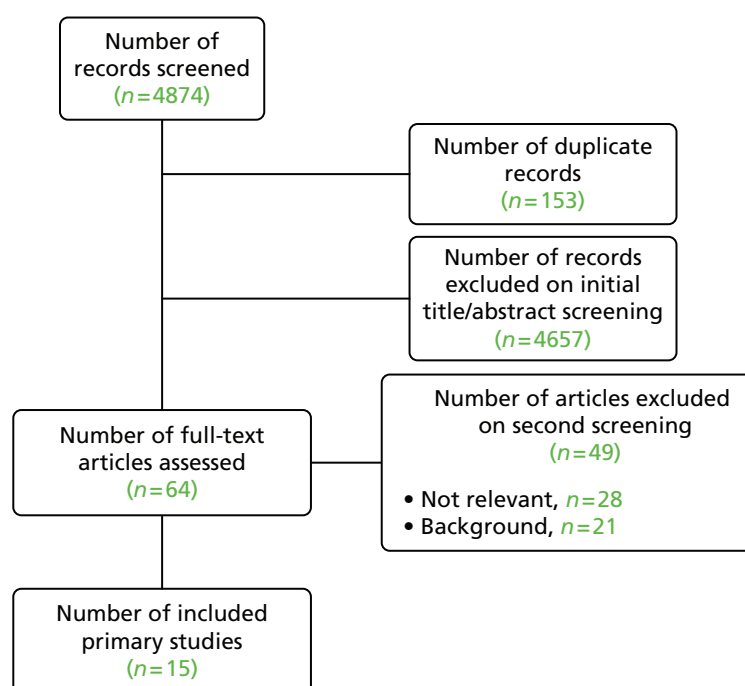 Number of
records screened
(n=4874)
Number of duplicate
records
(n=153)
Number of records
excluded on initial
title/abstract screening
(n=4657)
Number of full-text
articles assessed
(n=64)
Number of articles excluded
on second screening
(n=49)
• Not relevant, n=28
• Background, n=21
Number of included
primary studies
(n=15)